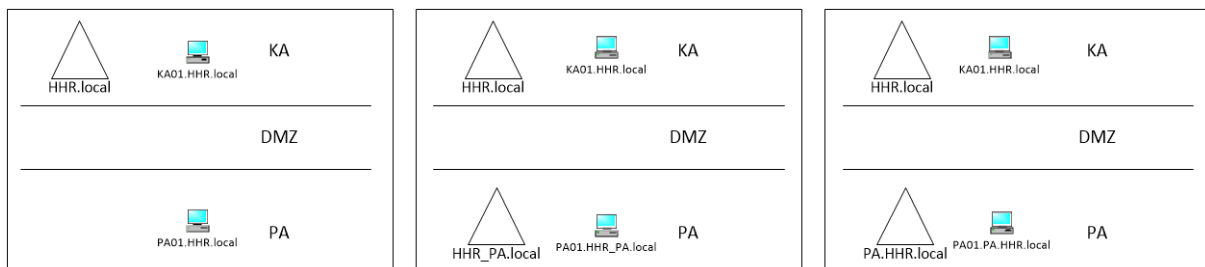 KA
KA01.HHR.local
HHR.local
DMZ
PA
PA01.HHR.local
KA
KA01.HHR.local
HHR.local
DMZ
PA
PA01.HHR_PA.local
HHR_PA.local
KA
KA01.HHR.local
HHR.local
DMZ
PA
PA01.PA.HHR.local
PA.HHR.local